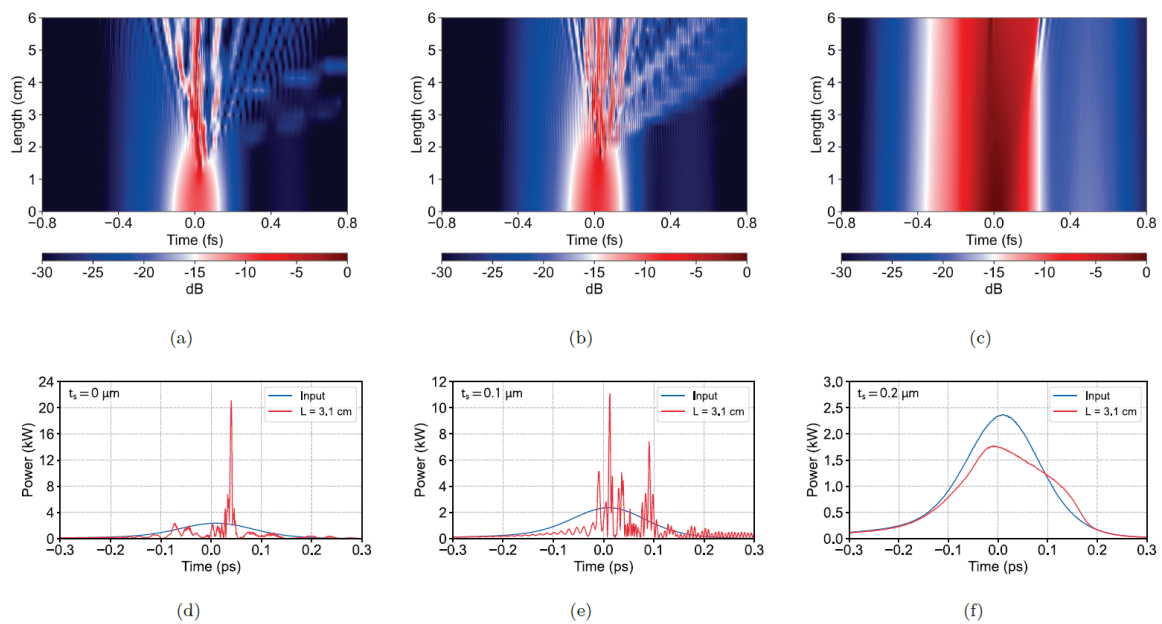 6
5
4
3
2
1
0
Length (cm)
−0.8 −0.4 0.0 0.4 0.8
Time (fs)
-30 -25 -20 -15 -10 -5 0
dB
(a)
6
5
4
3
2
1
0
Length (cm)
−0.8 −0.4 0.0 0.4 0.8
Time (fs)
-30 -25 -20 -15 -10 -5 0
dB
(b)
6
5
4
3
2
1
0
Length (cm)
−0.8 −0.4 0.0 0.4 0.8
Time (fs)
-30 -25 -20 -15 -10 -5 0
dB
(c)
24
20
16
12
8
4
0
Power (kW)
tₛ = 0 μm
Input
L = 3.1 cm
−0.3 −0.2 −0.1 0.0 0.1 0.2 0.3
Time (ps)
(d)
12
10
8
6
4
2
0
Power (kW)
tₛ = 0.1 μm
Input
L = 3.1 cm
−0.3 −0.2 −0.1 0.0 0.1 0.2 0.3
Time (ps)
(e)
3.0
2.5
2.0
1.5
1.0
0.5
0.0
Power (kW)
tₛ = 0.2 μm
Input
L = 3.1 cm
−0.3 −0.2 −0.1 0.0 0.1 0.2 0.3
Time (ps)
(f)